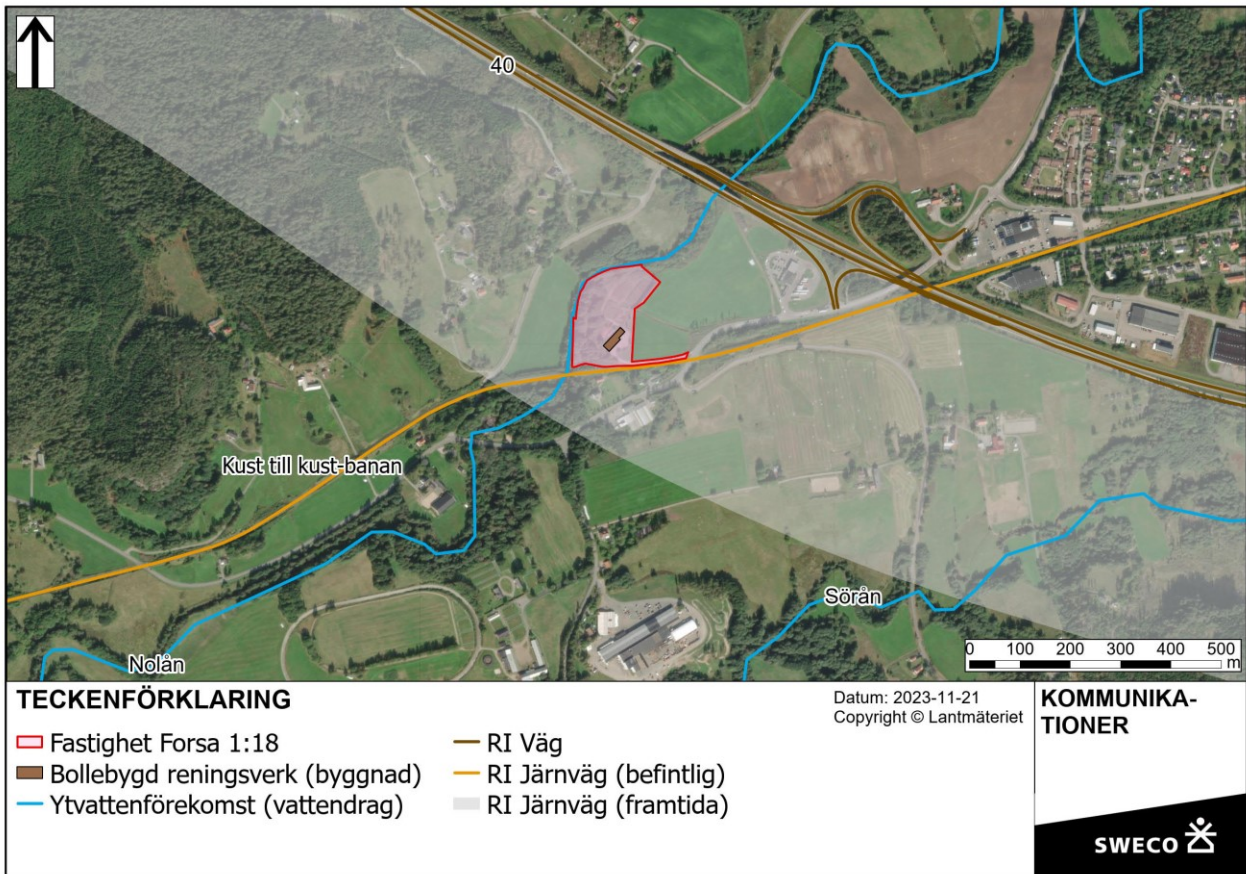 40
Kust till kust-banan
Sörån
Nolån
0 100 200 300 400 500
m
TECKENFÖRKLARING
Fastighet Forsa 1:18
Bollebygd reningsverk (byggnad)
Ytvattenförekomst (vattendrag)
RI Väg
RI Järnväg (befintlig)
RI Järnväg (framtida)
Datum: 2023-11-21
Copyright © Lantmäteriet
KOMMUNIKA-
TIONER
SWECO